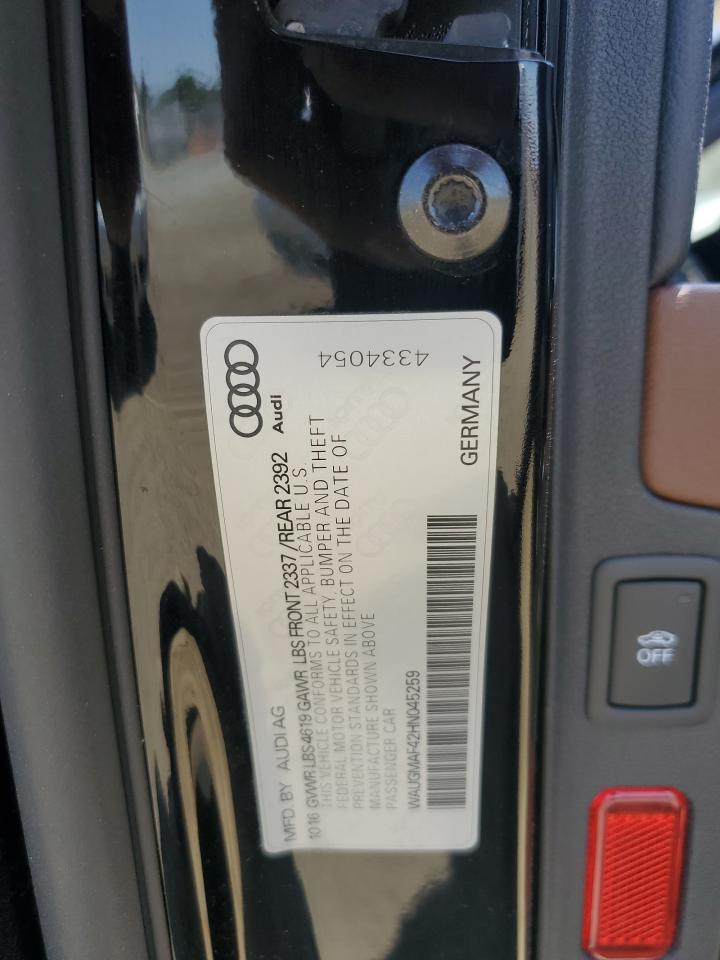 MFD BY AUDI AG
Audi
1016 GVWR LBS 4619 GAWR LBS FRONT 2337/REAR 2392
THIS VEHICLE CONFORMS TO ALL APPLICABLE U.S
FEDERAL MOTOR VEHICLE SAFETY, BUMPER AND THEFT
PREVENTION STANDARDS IN EFFECT ON THE DATE OF
MANUFACTURE SHOWN ABOVE
PASSENGER CAR
4334054
WAUGMAF42HN045259
GERMANY
OFF